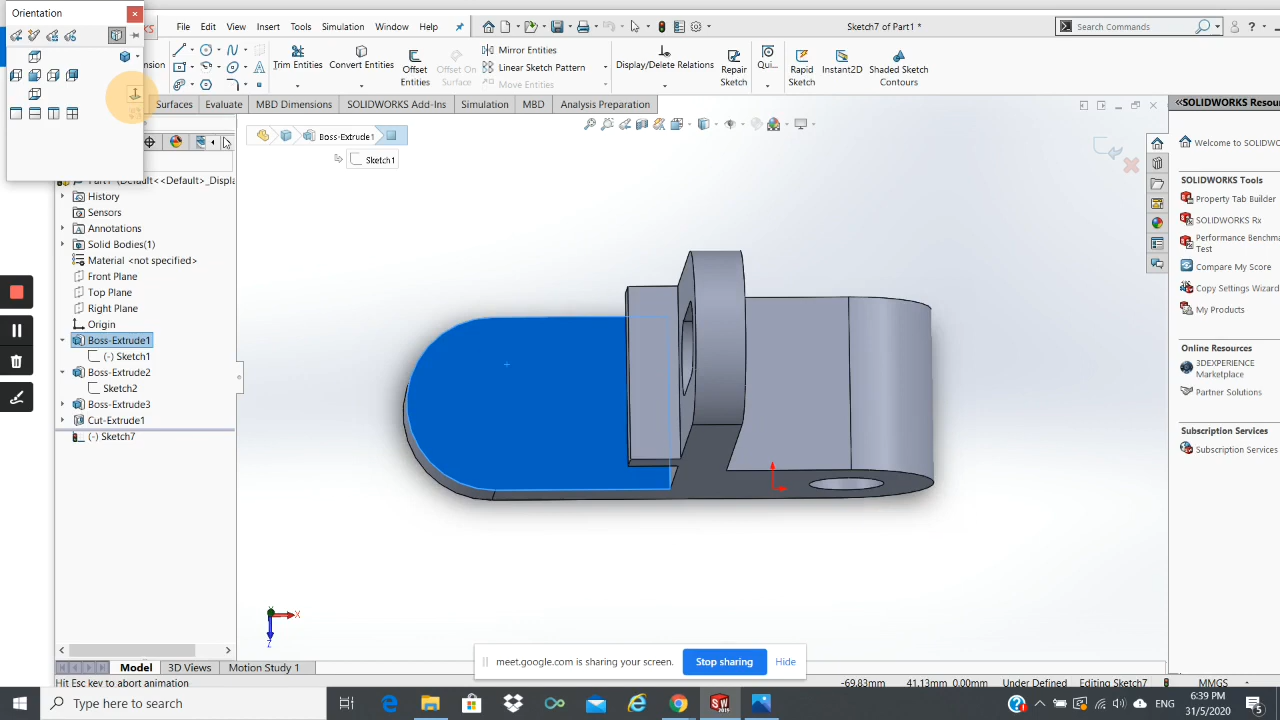 Orientation
File
Edit
View
Insert
Tools
Simulation
Window
Help
Sketch7 of Part1 *
Search Commands
Trim Entities
Convert Entities
Offset Entities
Offset On Surface
Mirror Entities
Linear Sketch Pattern
Move Entities
Display/Delete Relations
Repair Sketch
Qui...
Rapid Sketch
Shaded Sketch Contours
Surfaces
Evaluate
MBD Dimensions
SOLIDWORKS Add-Ins
Simulation
MBD
Analysis Preparation
Boss-Extrude1
Sketch1
Part1 (Default<<Default>_Displa
History
Sensors
Annotations
Solid Bodies(1)
Material <not specified>
Front Plane
Top Plane
Right Plane
Origin
Boss-Extrude1
(-) Sketch1
Boss-Extrude2
Sketch2
Boss-Extrude3
Cut-Extrude1
(-) Sketch7
SOLIDWORKS Resou
Welcome to SOLIDW
SOLIDWORKS Tools
Property Tab Builder
SOLIDWORKS Rx
Performance Benchma
Test
Compare My Score
Copy Settings Wizard
My Products
Online Resources
3DEXPERIENCE
Marketplace
Partner Solutions
Subscription Services
Subscription Services
X
Z
meet.google.com is sharing your screen.
Stop sharing
Hide
Model
3D Views
Motion Study 1
Hit Esc key to abort animation
-69.83mm
41.13mm 0.00mm
Under Defined
Editing Sketch7
MMGS
Type here to search
ENG
6:39 PM
31/5/2020